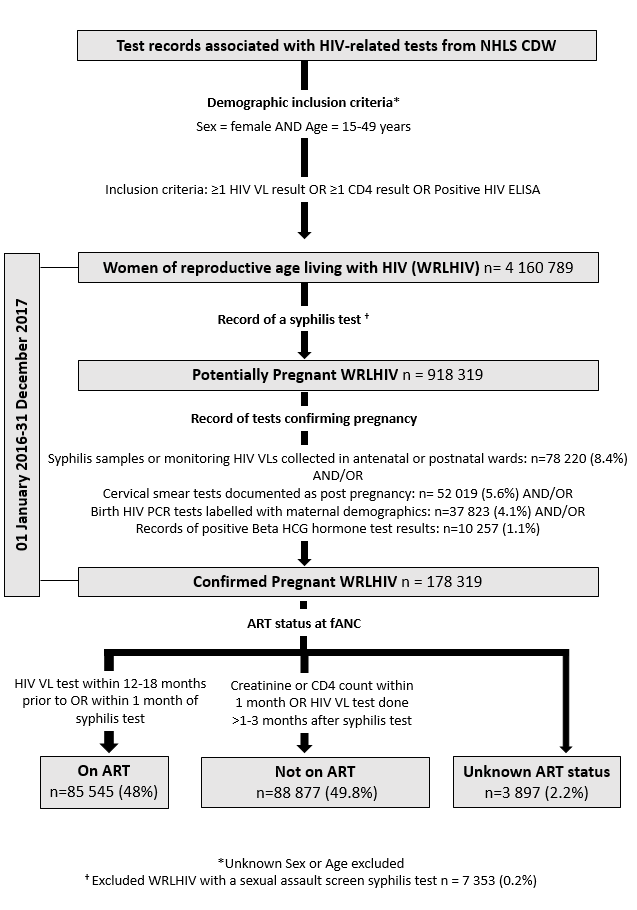 Test records associated with HIV-related tests from NHLS CDW
Demographic inclusion criteria*
Sex = female AND Age = 15-49 years
Inclusion criteria: ≥1 HIV VL result OR ≥1 CD4 result OR Positive HIV ELISA
01 January 2016-31 December 2017
Women of reproductive age living with HIV (WRLHIV) n= 4 160 789
Record of a syphilis test †
Potentially Pregnant WRLHIV n = 918 319
Record of tests confirming pregnancy
Syphilis samples or monitoring HIV VLs collected in antenatal or postnatal wards: n=78 220 (8.4%)
AND/OR
Cervical smear tests documented as post pregnancy: n= 52 019 (5.6%) AND/OR
Birth HIV PCR tests labelled with maternal demographics: n=37 823 (4.1%) AND/OR
Records of positive Beta HCG hormone test results: n=10 257 (1.1%)
Confirmed Pregnant WRLHIV n = 178 319
ART status at fANC
HIV VL test within 12-18 months
prior to OR within 1 month of
syphilis test
Creatinine or CD4 count within
1 month OR HIV VL test done
>1-3 months after syphilis test
On ART
n=85 545 (48%)
Not on ART
n=88 877 (49.8%)
Unknown ART status
n=3 897 (2.2%)
*Unknown Sex or Age excluded
† Excluded WRLHIV with a sexual assault screen syphilis test n = 7 353 (0.2%)